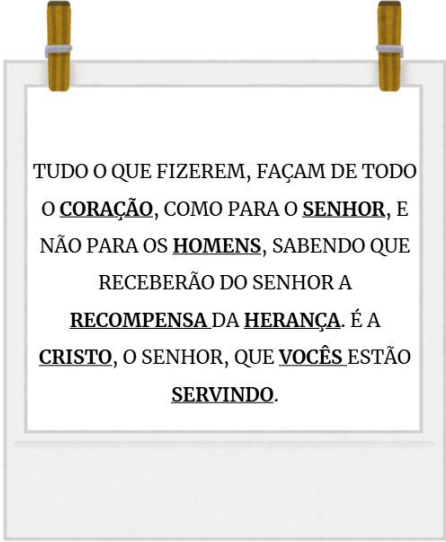 TUDO O QUE FIZEREM, FAÇAM DE TODO
O CORAÇÃO, COMO PARA O SENHOR, E
NÃO PARA OS HOMENS, SABENDO QUE
RECEBERÃO DO SENHOR A
RECOMPENSA DA HERANÇA. É A
CRISTO, O SENHOR, QUE VOCÊS ESTÃO
SERVINDO.